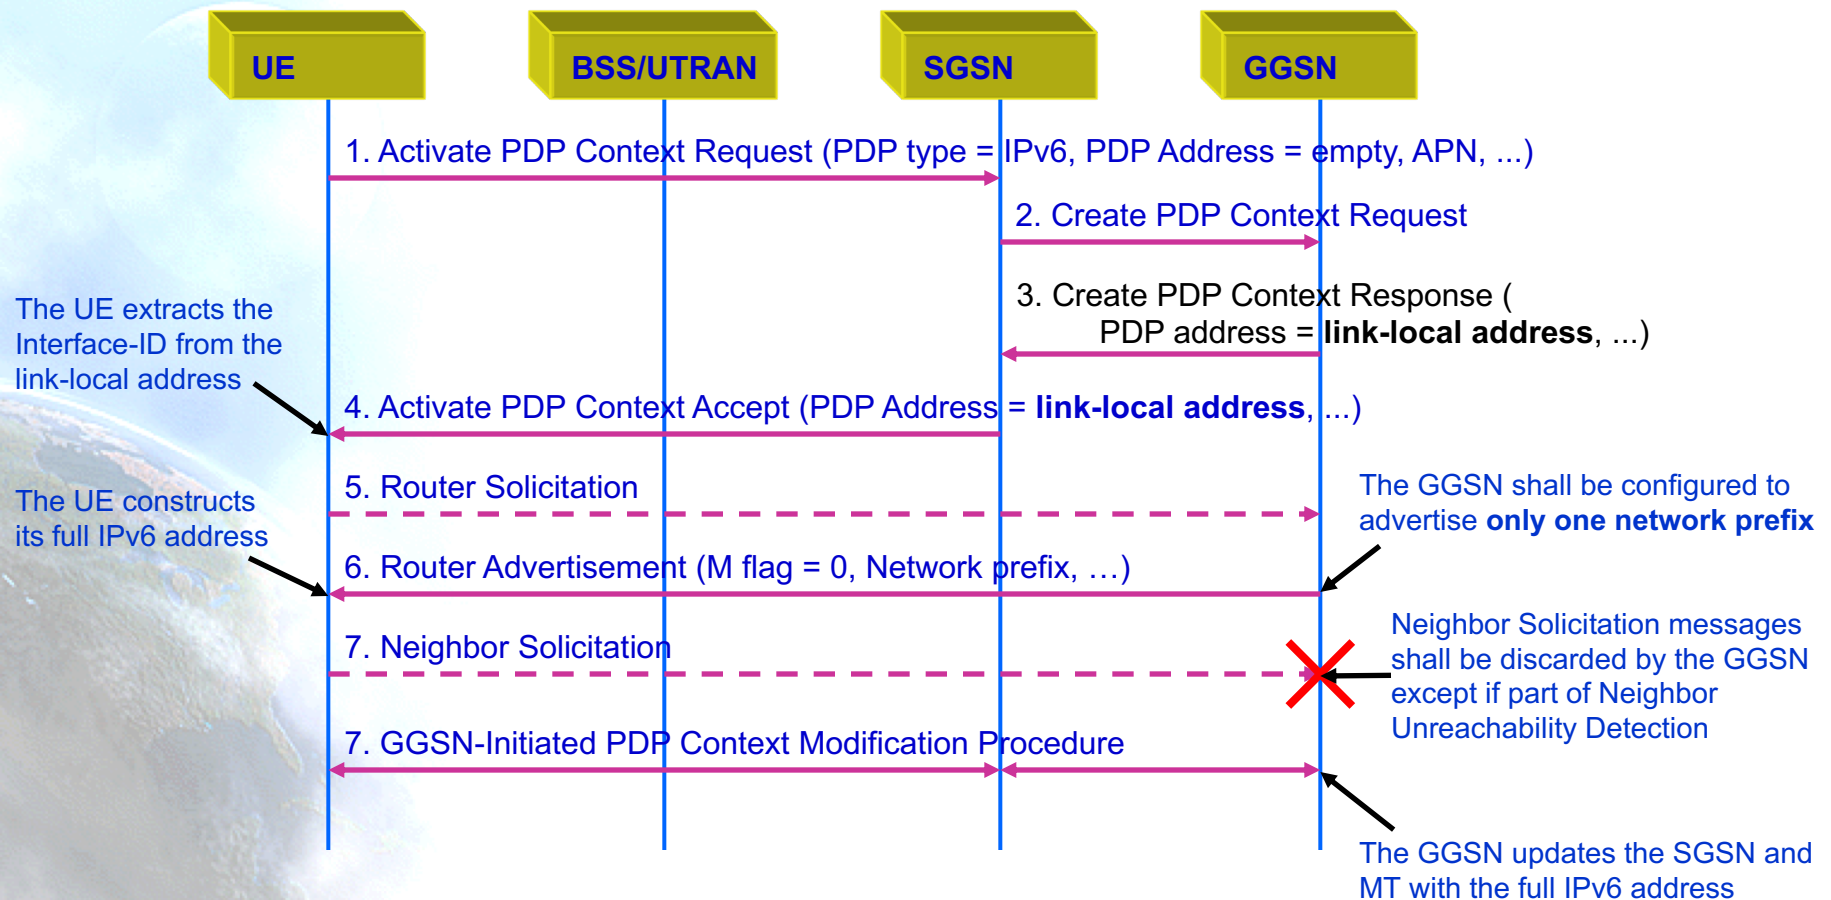 UE
BSS/UTRAN
SGSN
GGSN
1. Activate PDP Context Request (PDP type = IPv6, PDP Address = empty, APN, ...)
2. Create PDP Context Request
3. Create PDP Context Response (
PDP address = link-local address, ...)
The UE extracts the
Interface-ID from the
link-local address
4. Activate PDP Context Accept (PDP Address = link-local address, ...)
5. Router Solicitation
The GGSN shall be configured to
advertise only one network prefix
The UE constructs
its full IPv6 address
6. Router Advertisement (M flag = 0, Network prefix, …)
7. Neighbor Solicitation
Neighbor Solicitation messages
shall be discarded by the GGSN
except if part of Neighbor
Unreachability Detection
7. GGSN-Initiated PDP Context Modification Procedure
The GGSN updates the SGSN and
MT with the full IPv6 address